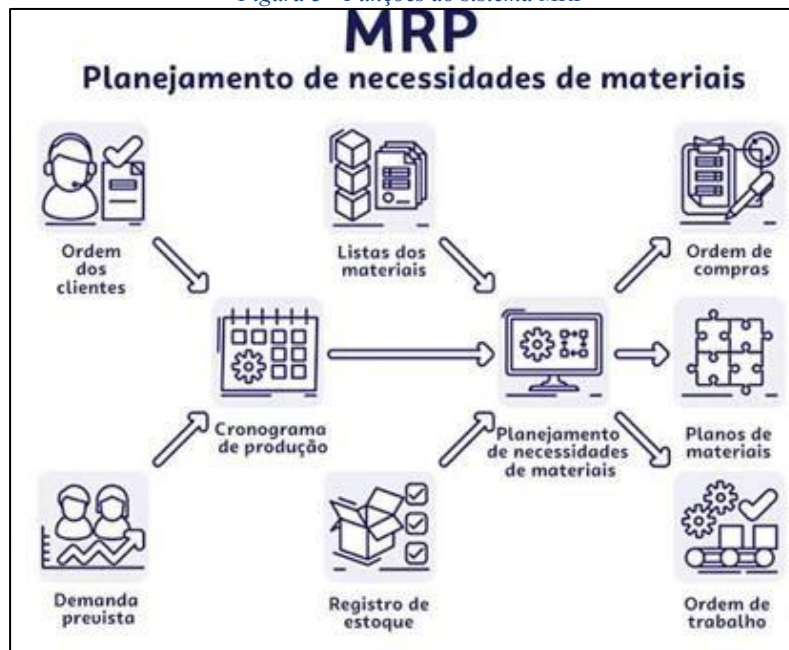 MRP
Planejamento de necessidades de materiais
Ordem
dos
clientes
Listas dos
materiais
Ordem de
compras
Cronograma
de produção
Planejamento
de necessidades
de materiais
Planos de
materiais
Demanda
prevista
Registro de
estoque
Ordem de
trabalho